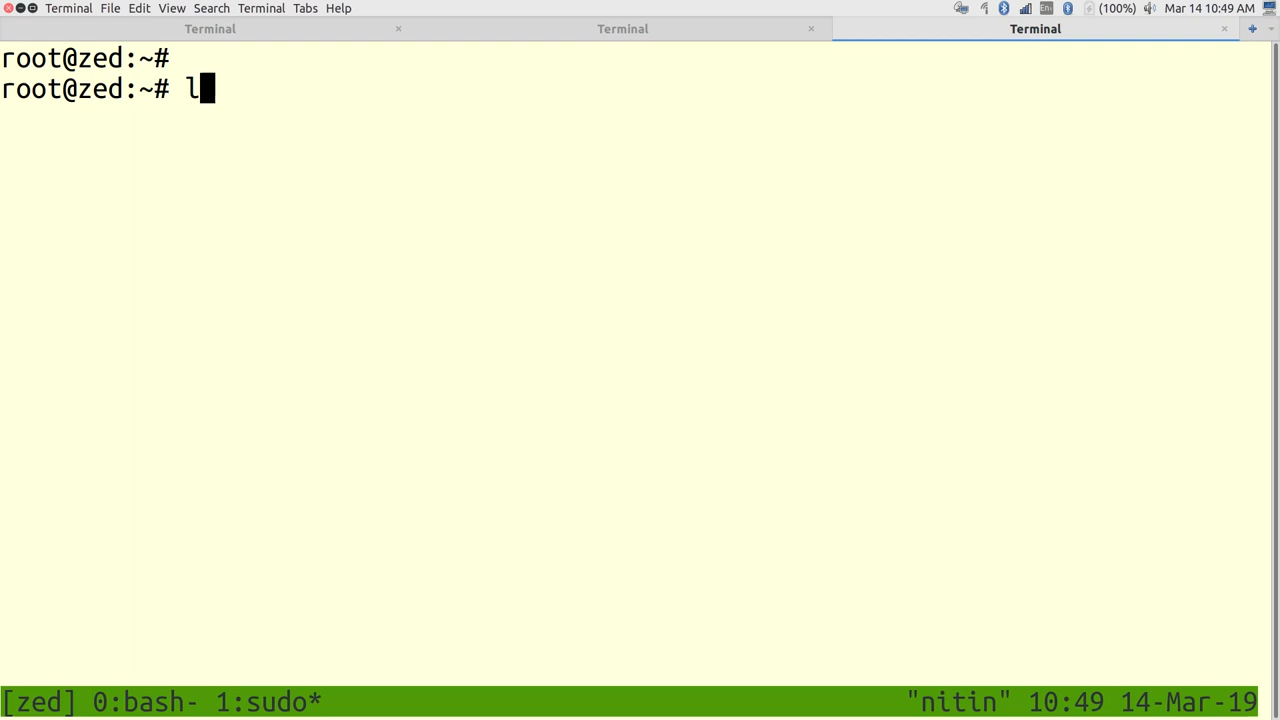 Terminal File Edit View Search Terminal Tabs Help En (100%) Mar 14 10:49 AM
Terminal × Terminal × Terminal × +
root@zed:~#
root@zed:~# l
[zed] 0:bash- 1:sudo* "nitin" 10:49 14-Mar-19